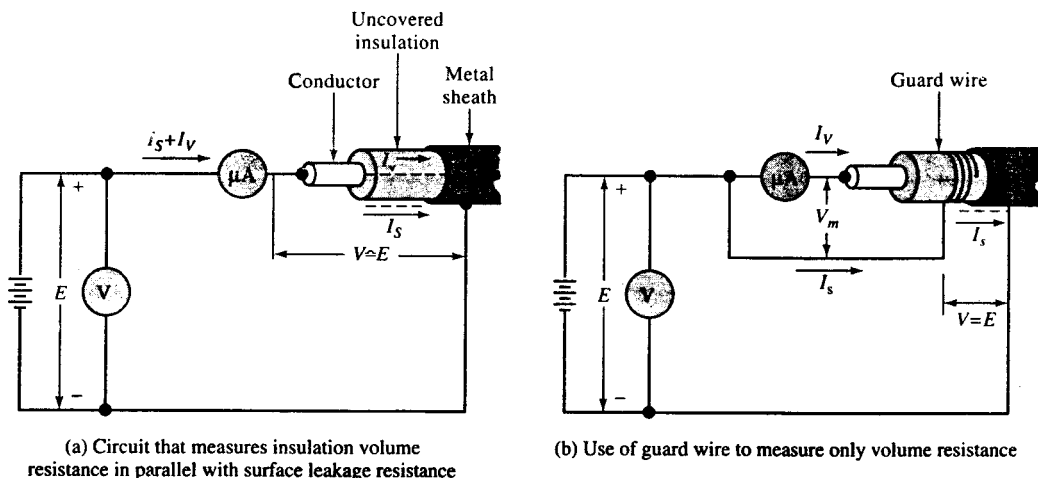 Uncovered
insulation
Conductor
Metal
sheath
i_S+I_V
µA
I_v
I_S
V≃E
+
E
V
−
(a) Circuit that measures insulation volume
resistance in parallel with surface leakage resistance
Guard wire
I_V
µA
V_m
I_s
I_s
V=E
+
E
V
−
(b) Use of guard wire to measure only volume resistance